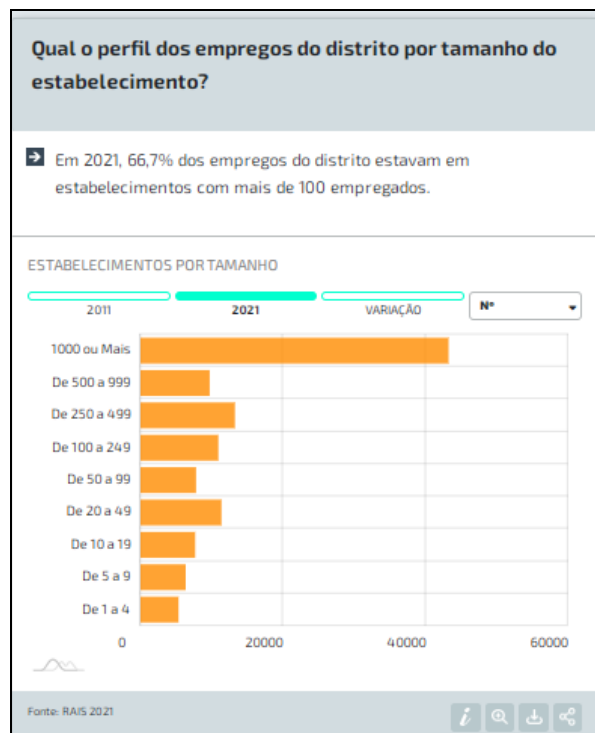 Qual o perfil dos empregos do distrito por tamanho do
estabelecimento?
Em 2021, 66,7% dos empregos do distrito estavam em
estabelecimentos com mais de 100 empregados.
ESTABELECIMENTOS POR TAMANHO
2011 2021 VARIAÇÃO Nº
1000 ou Mais
De 500 a 999
De 250 a 499
De 100 a 249
De 50 a 99
De 20 a 49
De 10 a 19
De 5 a 9
De 1 a 4
0 20000 40000 60000
Fonte: RAIS 2021